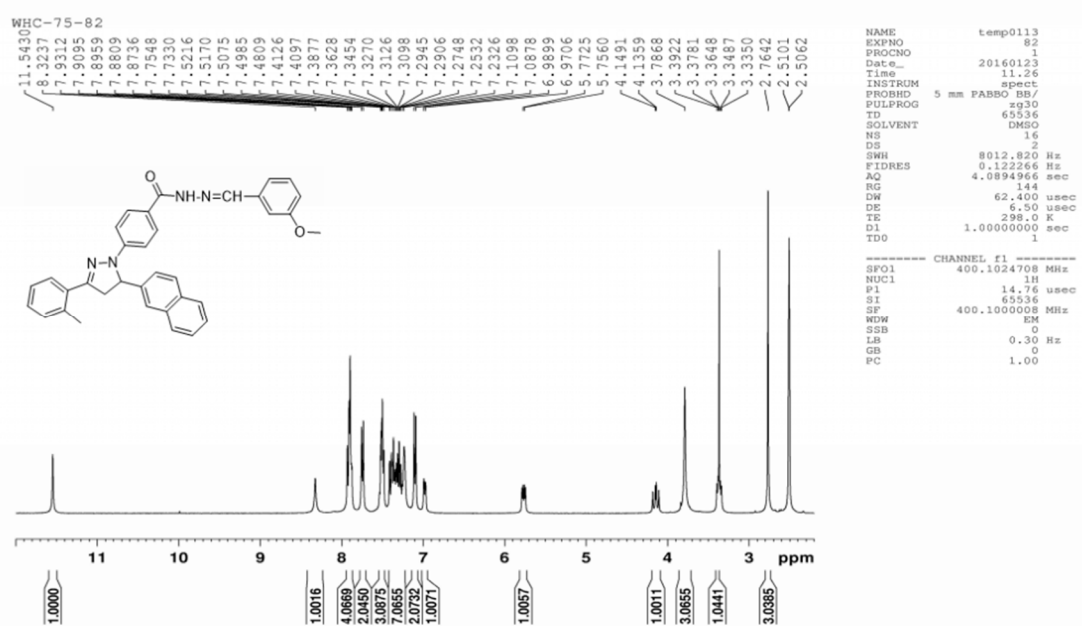 WHC-75-82
11.5430
8.3237
7.9312
7.9095
7.8959
7.8809
7.8736
7.7548
7.7330
7.5216
7.5170
7.5075
7.4985
7.4809
7.4126
7.4097
7.3877
7.3628
7.3454
7.3270
7.3126
7.3098
7.2945
7.2906
7.2748
7.2532
7.2326
7.1098
7.0878
6.9899
6.9706
5.7725
5.7560
4.1491
4.1359
3.7868
3.3922
3.3781
3.3648
3.3487
3.3350
2.7642
2.5101
2.5062
NAME temp0113
EXPNO 82
PROCNO 1
Date_ 20160123
Time 11.26
INSTRUM spect
PROBHD 5 mm PABBO BB/
PULPROG zg30
TD 65536
SOLVENT DMSO
NS 16
DS 2
SWH 8012.820 Hz
FIDRES 0.122266 Hz
AQ 4.0894966 sec
RG 144
DW 62.400 usec
DE 6.50 usec
TE 298.0 K
D1 1.00000000 sec
TD0 1
======== CHANNEL f1 ========
SFO1 400.1024708 MHz
NUC1 1H
P1 14.76 usec
SI 65536
SF 400.1000008 MHz
WDW EM
SSB 0
LB 0.30 Hz
GB 0
PC 1.00
O
NH-N=CH
O
N-N
11 10 9 8 7 6 5 4 3 ppm
1.0000
1.0016
4.0669
2.0450
3.0875
7.0655
2.0732
1.0071
1.0057
1.0011
3.0655
1.0441
3.0385